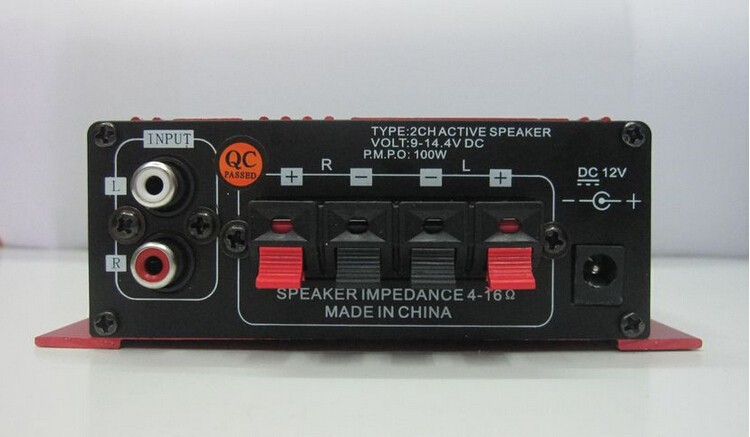 INPUT
L
R
QC
PASSED
TYPE:2CH ACTIVE SPEAKER
VOLT:9-14.4V DC
P.M.P.O: 100W
+ R − − L +
SPEAKER IMPEDANCE 4-16Ω
MADE IN CHINA
DC 12V
− +